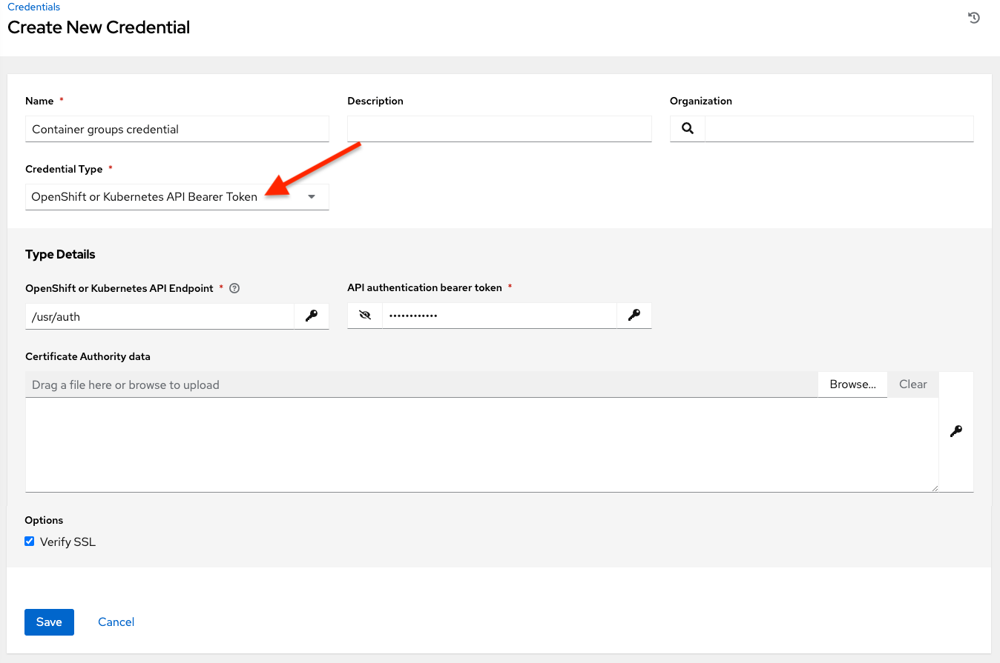 Credentials
Create New Credential
Name *
Description
Organization
Container groups credential
Credential Type *
OpenShift or Kubernetes API Bearer Token
Type Details
OpenShift or Kubernetes API Endpoint *
API authentication bearer token *
/usr/auth
••••••••••••
Certificate Authority data
Drag a file here or browse to upload
Browse...
Clear
Options
Verify SSL
Save
Cancel